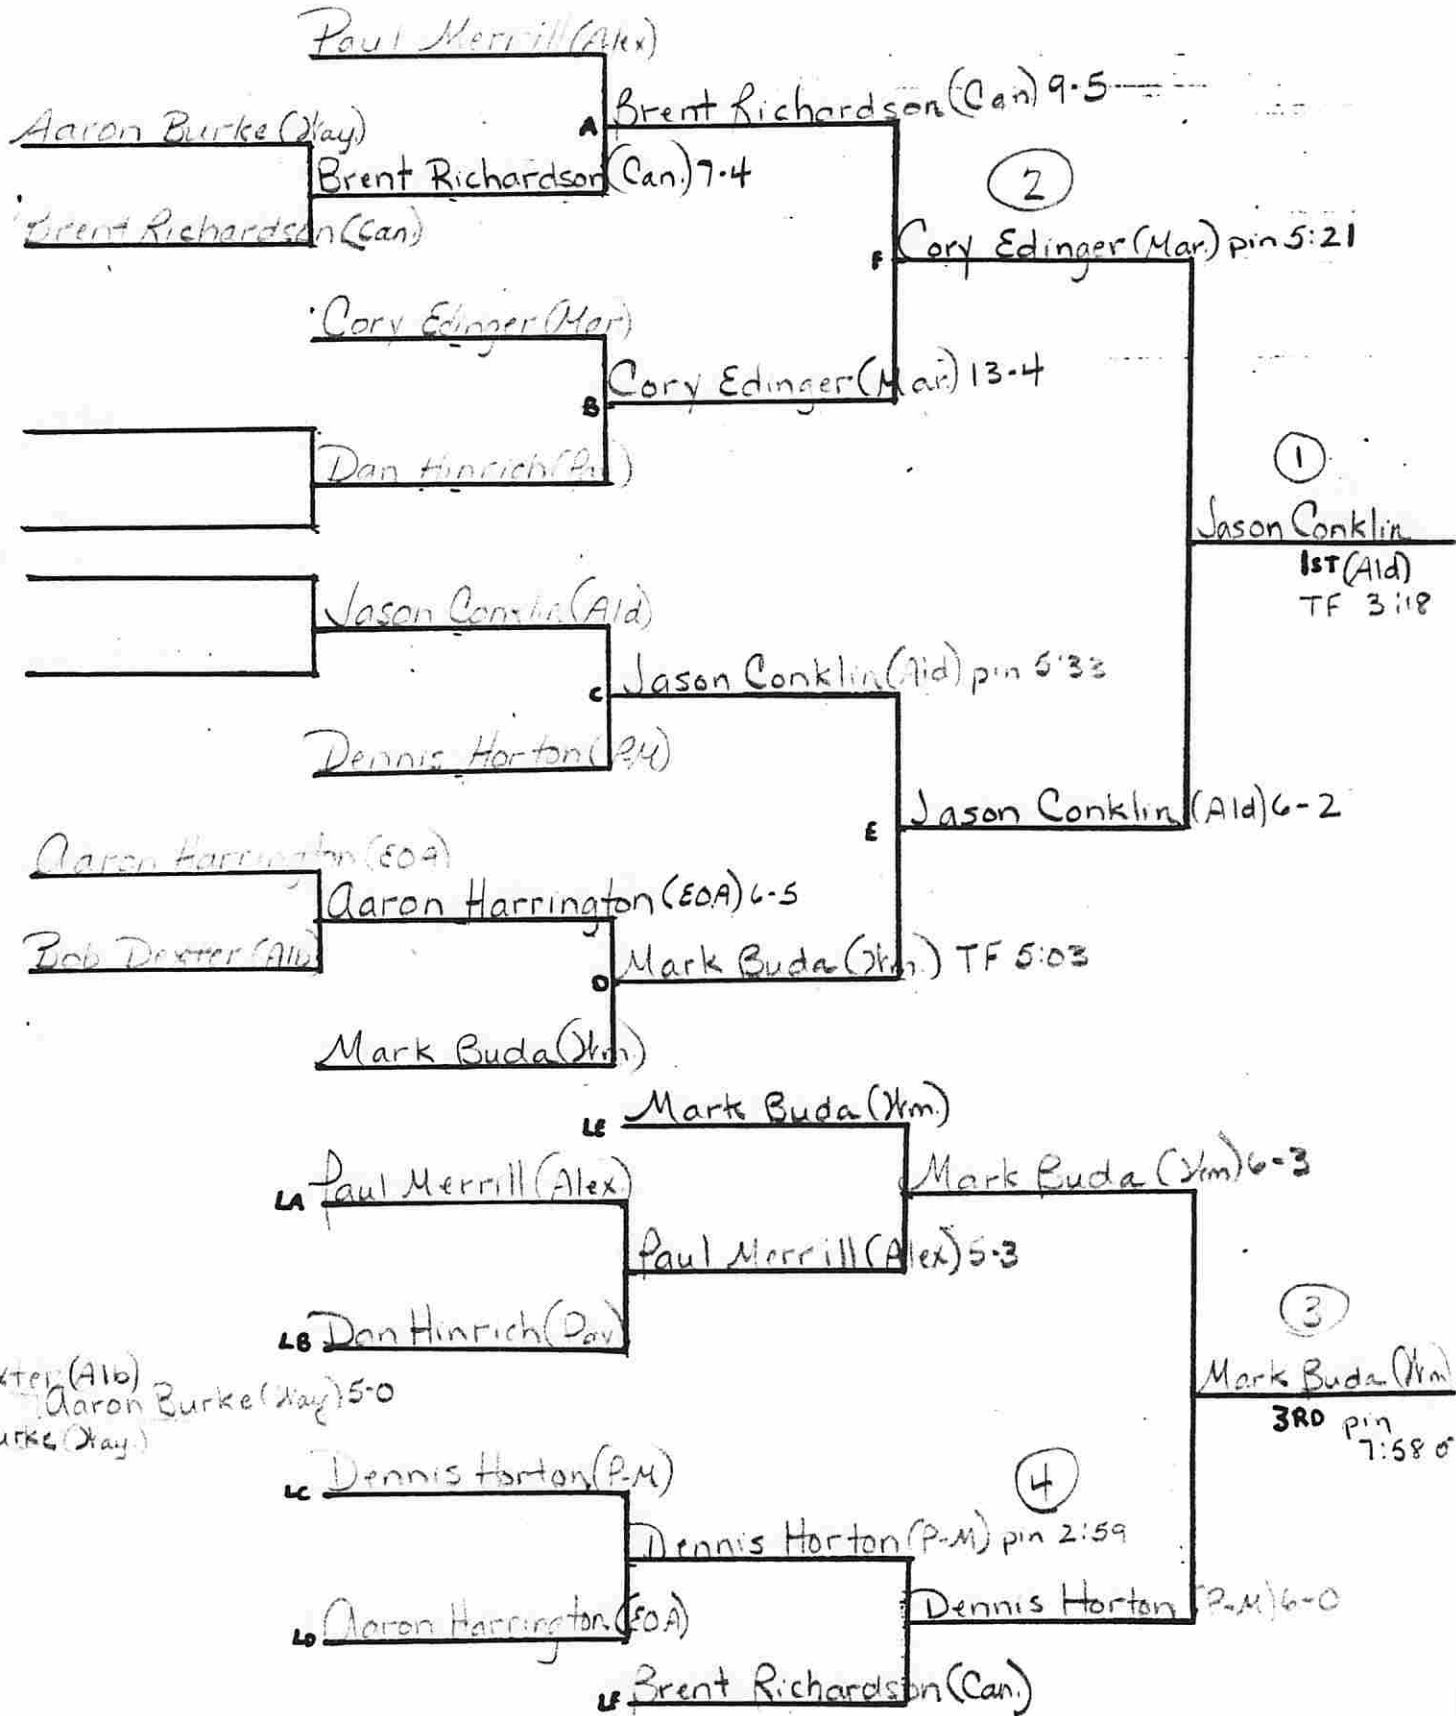 Paul Merrill (Alex)
Brent Richardson (Can) 9-5
Aaron Burke (Way.)
A
Brent Richardson (Can.) 7-4
2
Brent Richardson (Can)
Cory Edinger (Mar.) pin 5:21
F
Cory Edinger (Mar)
Cory Edinger (Mar.) 13-4
B
1
Dan Hinrich (Pav)
Jason Conklin
1ST (Ald)
TF 3:18
Jason Conklin (Ald)
Jason Conklin (Ald) pin 5:33
C
Dennis Horton (P-M)
Jason Conklin (Ald) 6-2
E
Aaron Harrington (EOA)
Aaron Harrington (EOA) 6-5
Bob Dexter (Alb)
Mark Buda (Wm.) TF 5:03
D
Mark Buda (Wm.)
LE Mark Buda (Wm.)
Mark Buda (Wm) 6-3
LA Paul Merrill (Alex.)
Paul Merrill (Alex) 5-3
3
LB Dan Hinrich (Pav)
xter (Alb)
Aaron Burke (Way) 5-0
Mark Buda (Wm)
3RD pin
7:58
urke (Way.)
LC Dennis Horton (P-M)
4
Dennis Horton (P-M) pin 2:59
Dennis Horton (P-M) 6-0
LD Aaron Harrington (EOA)
LF Brent Richardson (Can.)